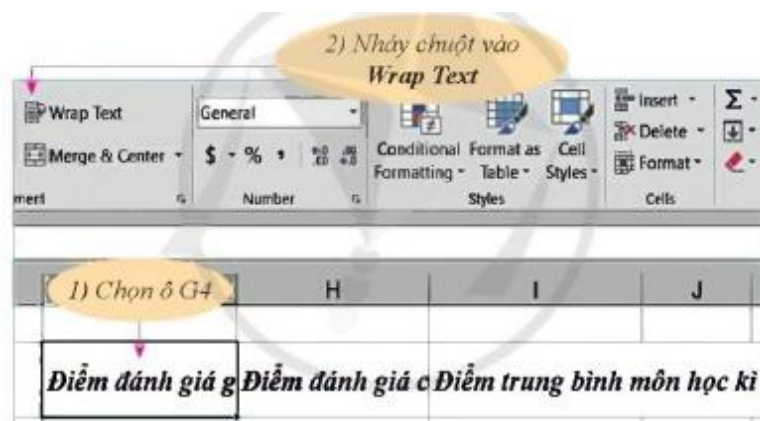 2) Nháy chuột vào
Wrap Text
Wrap Text
General
Insert
Σ
Merge & Center
$ % ,
Conditional Formatting
Format as Table
Cell Styles
Delete
Format
ment
Number
Styles
Cells
1) Chọn ô G4
H I J
Điểm đánh giá g Điểm đánh giá c Điểm trung bình môn học kì